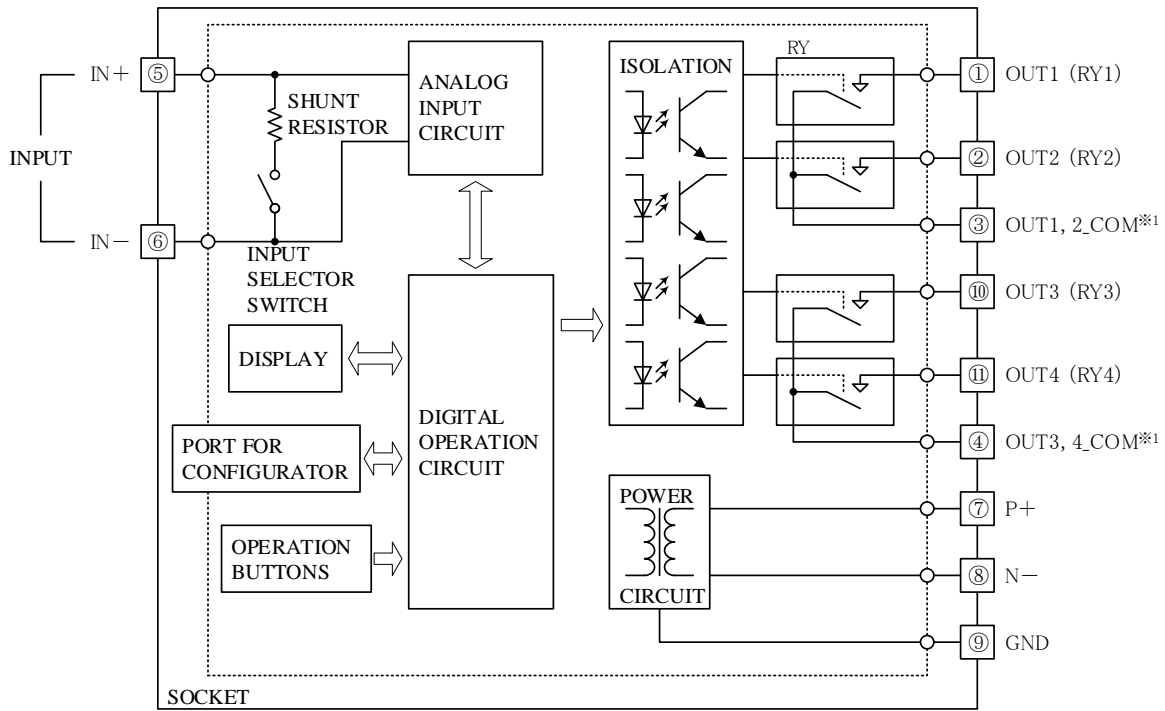 INPUT
IN+
⑤
IN−
⑥
SHUNT
RESISTOR
INPUT
SELECTOR
SWITCH
ANALOG
INPUT
CIRCUIT
DISPLAY
PORT FOR
CONFIGURATOR
OPERATION
BUTTONS
DIGITAL
OPERATION
CIRCUIT
ISOLATION
RY
POWER
CIRCUIT
① OUT1 (RY1)
② OUT2 (RY2)
③ OUT1, 2_COM※1
⑩ OUT3 (RY3)
⑪ OUT4 (RY4)
④ OUT3, 4_COM※1
⑦ P+
⑧ N−
⑨ GND
SOCKET